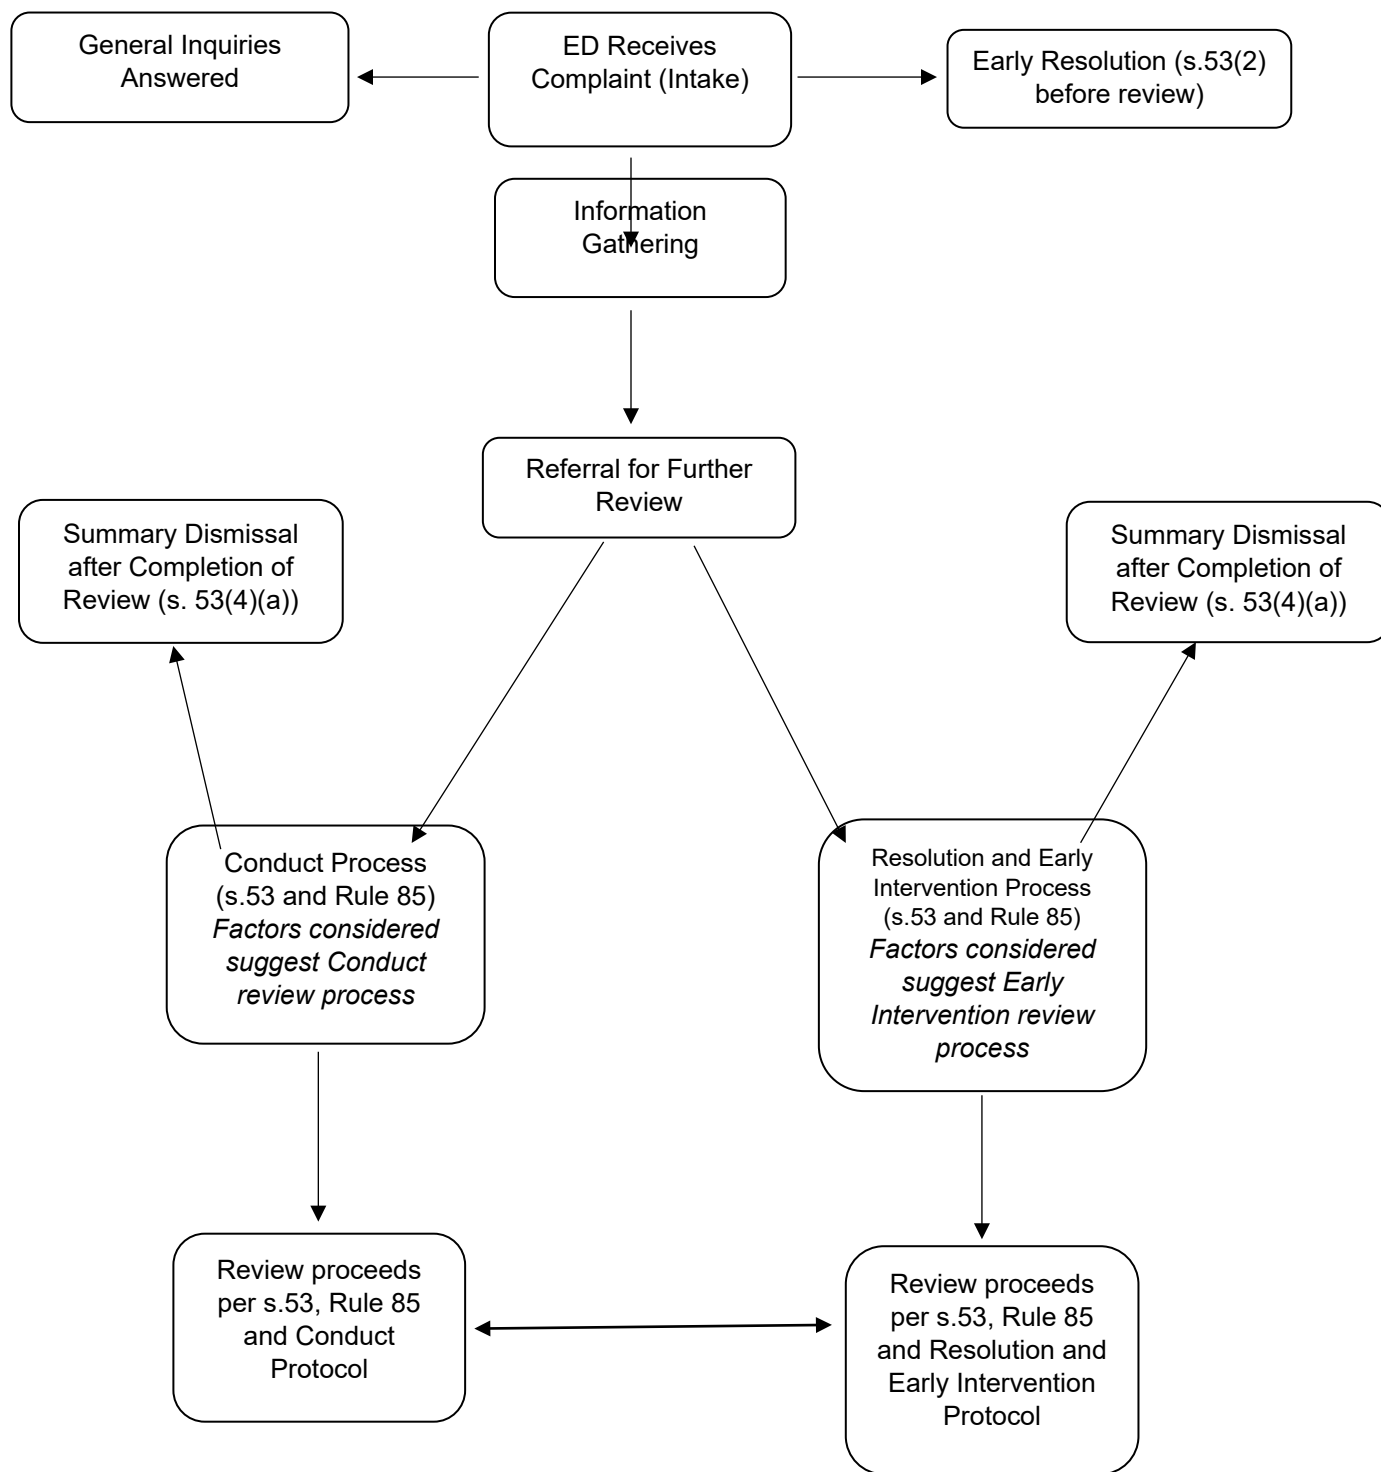 General Inquiries
Answered
ED Receives
Complaint (Intake)
Early Resolution (s.53(2)
before review)
Information
Gathering
Referral for Further
Review
Summary Dismissal
after Completion of
Review (s. 53(4)(a))
Summary Dismissal
after Completion of
Review (s. 53(4)(a))
Conduct Process
(s.53 and Rule 85)
Factors considered
suggest Conduct
review process
Resolution and Early
Intervention Process
(s.53 and Rule 85)
Factors considered
suggest Early
Intervention review
process
Review proceeds
per s.53, Rule 85
and Conduct
Protocol
Review proceeds
per s.53, Rule 85
and Resolution and
Early Intervention
Protocol